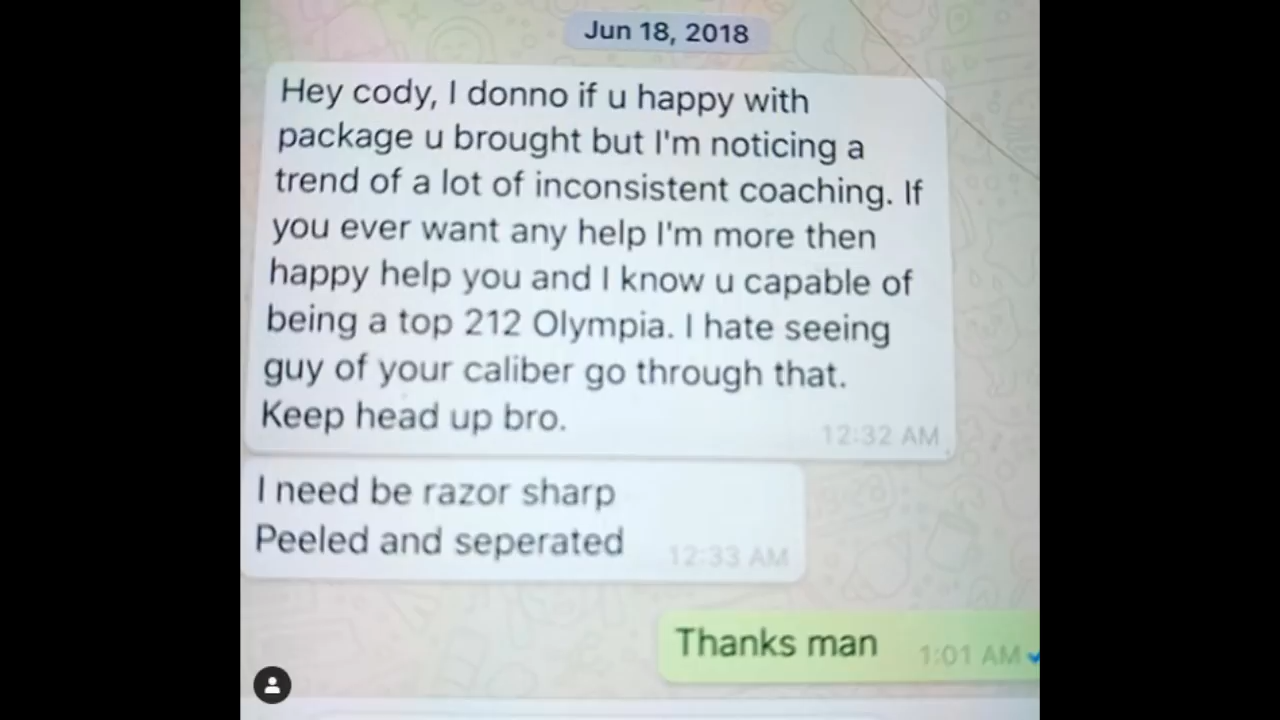 Jun 18, 2018
Hey cody, I donno if u happy with
package u brought but I'm noticing a
trend of a lot of inconsistent coaching. If
you ever want any help I'm more then
happy help you and I know u capable of
being a top 212 Olympia. I hate seeing
guy of your caliber go through that.
Keep head up bro.
12:32 AM
I need be razor sharp
Peeled and seperated
12:33 AM
Thanks man
1:01 AM